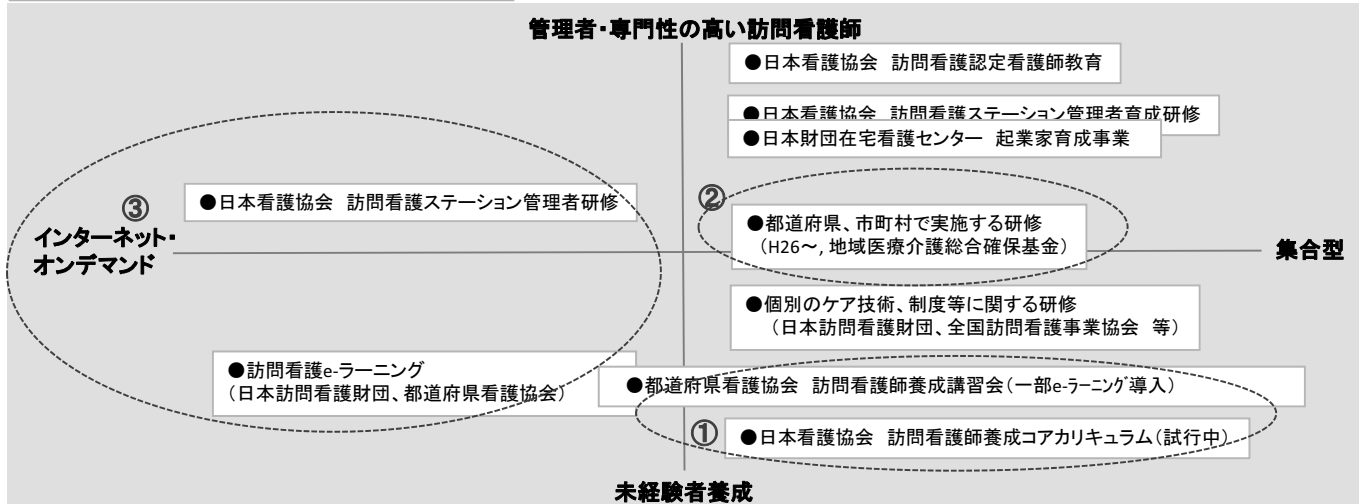 管理者・専門性の高い訪問看護師
●日本看護協会 訪問看護認定看護師教育
●日本看護協会 訪問看護ステーション管理者育成研修
●日本財団在宅看護センター 起業家育成事業
②
③
●日本看護協会 訪問看護ステーション管理者研修
●都道府県、市町村で実施する研修
(H26～, 地域医療介護総合確保基金)
インターネット・
オンデマンド
集合型
●個別のケア技術、制度等に関する研修
(日本訪問看護財団、全国訪問看護事業協会 等)
●訪問看護e-ラーニング
(日本訪問看護財団、都道府県看護協会)
●都道府県看護協会 訪問看護師養成講習会(一部e-ラーニング導入)
①
●日本看護協会 訪問看護師養成コアカリキュラム(試行中)
未経験者養成